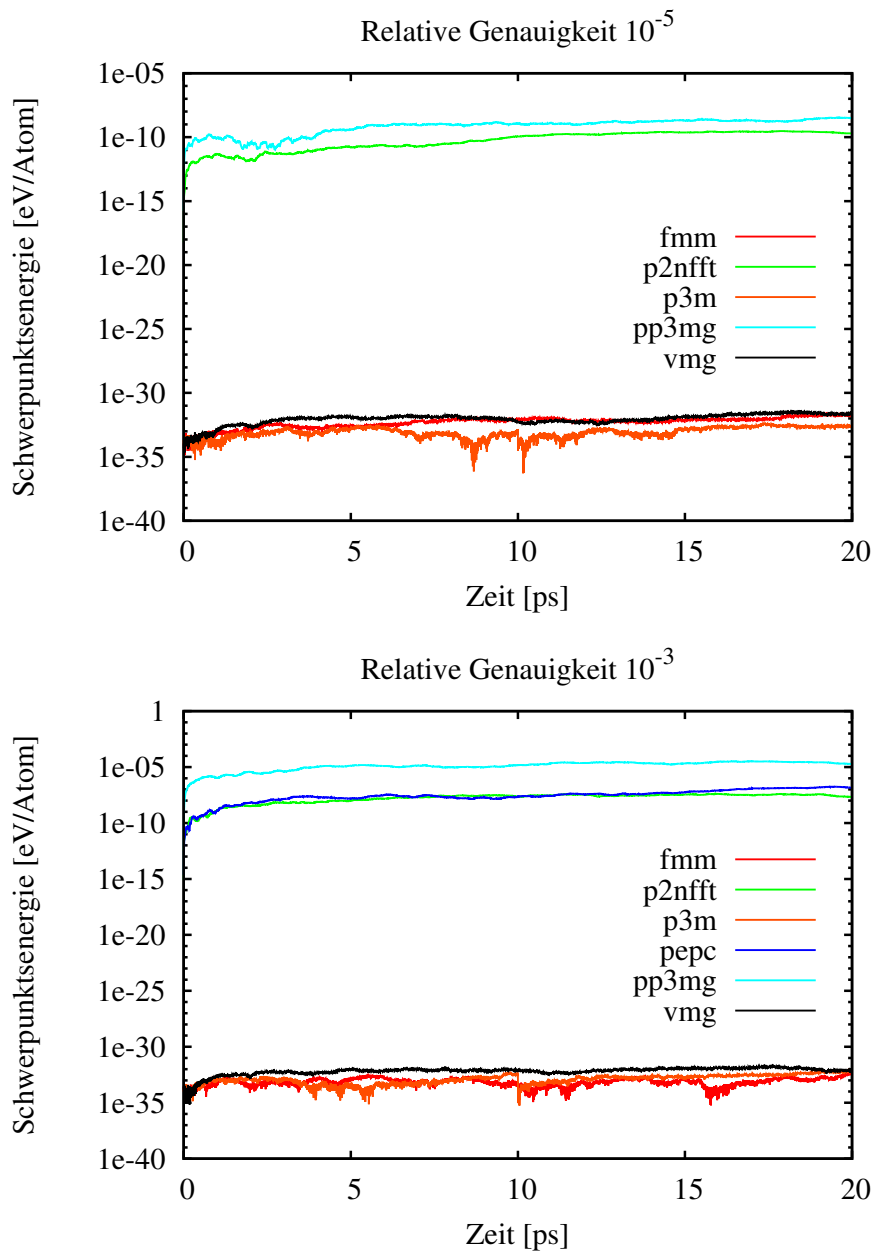 Relative Genauigkeit 10^-5
Schwerpunktsenergie [eV/Atom]
1e-05
1e-10
1e-15
1e-20
1e-25
1e-30
1e-35
1e-40
fmm
p2nfft
p3m
pp3mg
vmg
0 5 10 15 20
Zeit [ps]
Relative Genauigkeit 10^-3
Schwerpunktsenergie [eV/Atom]
1
1e-05
1e-10
1e-15
1e-20
1e-25
1e-30
1e-35
1e-40
fmm
p2nfft
p3m
pepc
pp3mg
vmg
0 5 10 15 20
Zeit [ps]